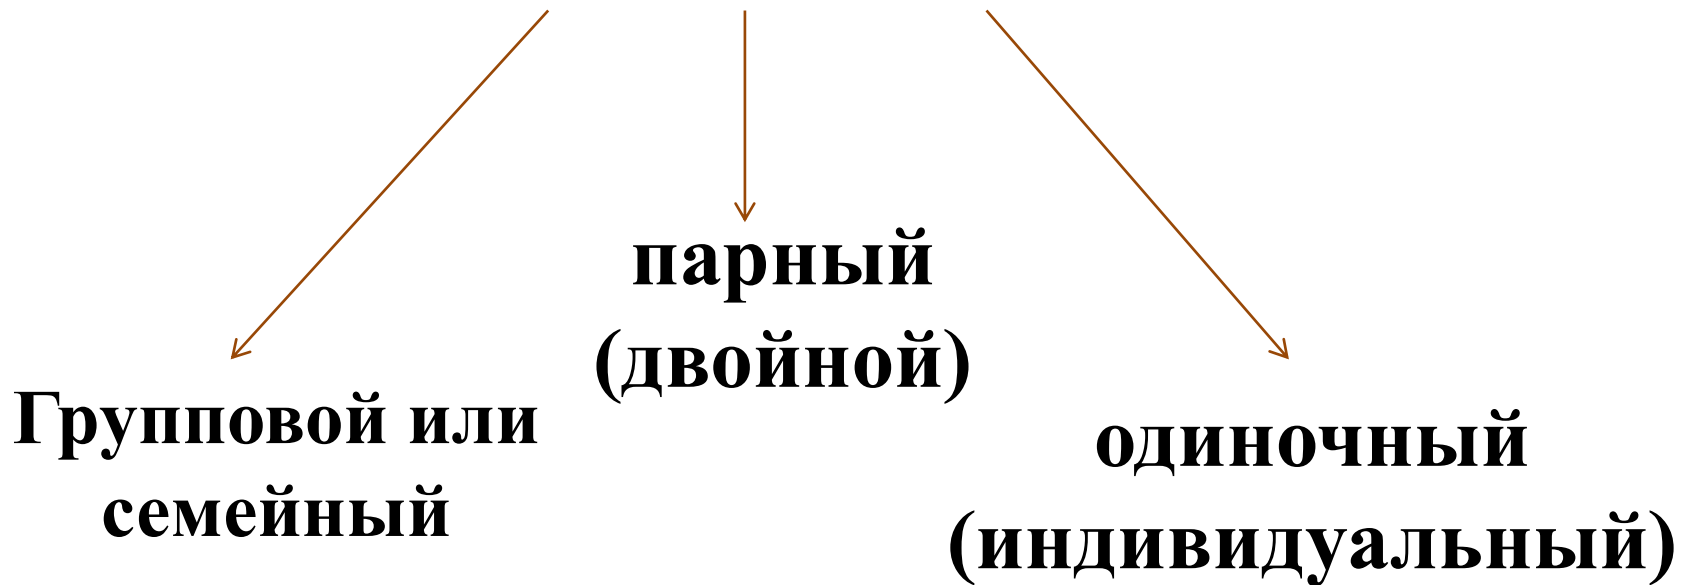 парный
(двойной)
Групповой или
семейный
одиночный
(индивидуальный)